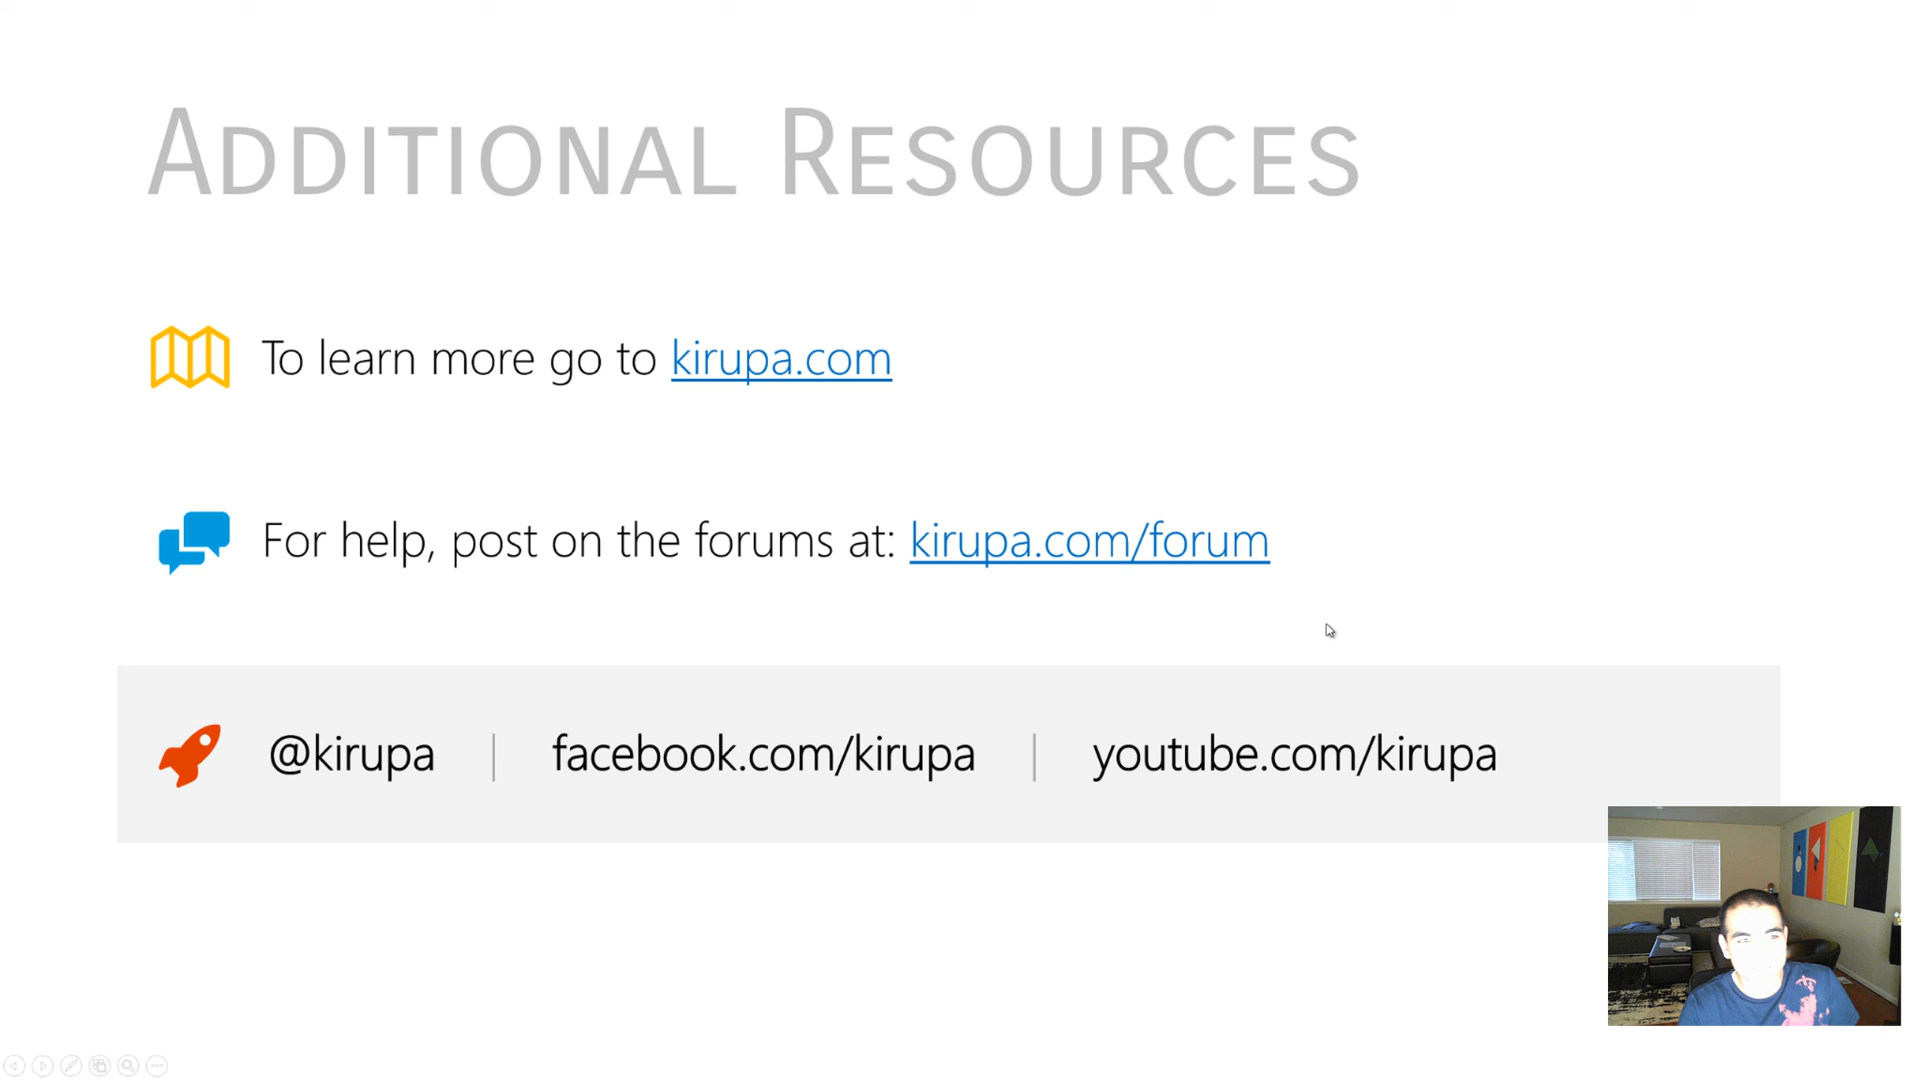 Additional Resources
To learn more go to kirupa.com
For help, post on the forums at: kirupa.com/forum
@kirupa | facebook.com/kirupa | youtube.com/kirupa